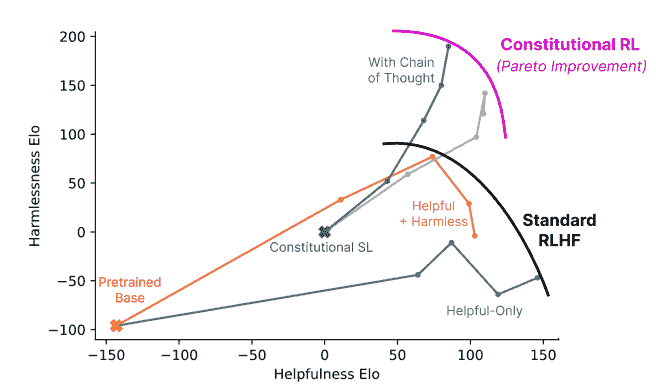 200
150
100
50
0
−50
−100
Harmlessness Elo
Constitutional RL
(Pareto Improvement)
With Chain
of Thought
Helpful
+ Harmless
Standard
RLHF
Constitutional SL
Pretrained
Base
Helpful-Only
−150
−100
−50
0
50
100
150
Helpfulness Elo